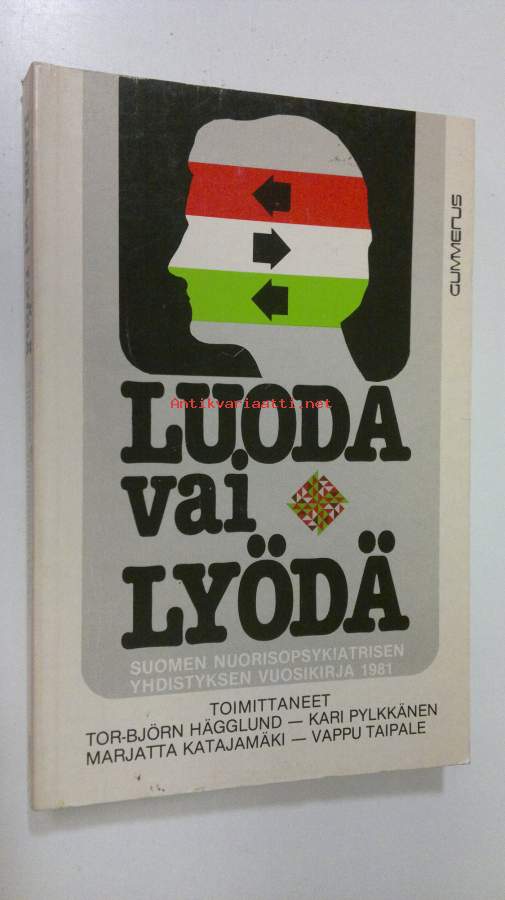 GUMMERUS
LUODA
Antikvariaatti.net
vai
LYÖDÄ
SUOMEN NUORISOPSYKIATRISEN
YHDISTYKSEN VUOSIKIRJA 1981
TOIMITTANEET
TOR-BJÖRN HÄGGLUND — KARI PYLKKÄNEN
MARJATTA KATAJAMÄKI — VAPPU TAIPALE